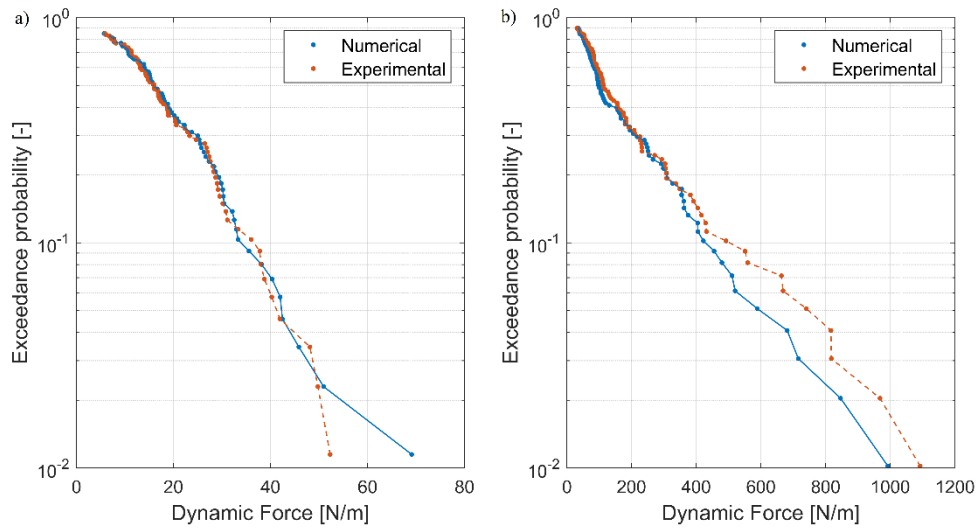 a)
Exceedance probability [-]
10^0
10^-1
10^-2
Numerical
Experimental
0 20 40 60 80
Dynamic Force [N/m]
b)
Exceedance probability [-]
10^0
10^-1
10^-2
Numerical
Experimental
0 200 400 600 800 1000 1200
Dynamic Force [N/m]